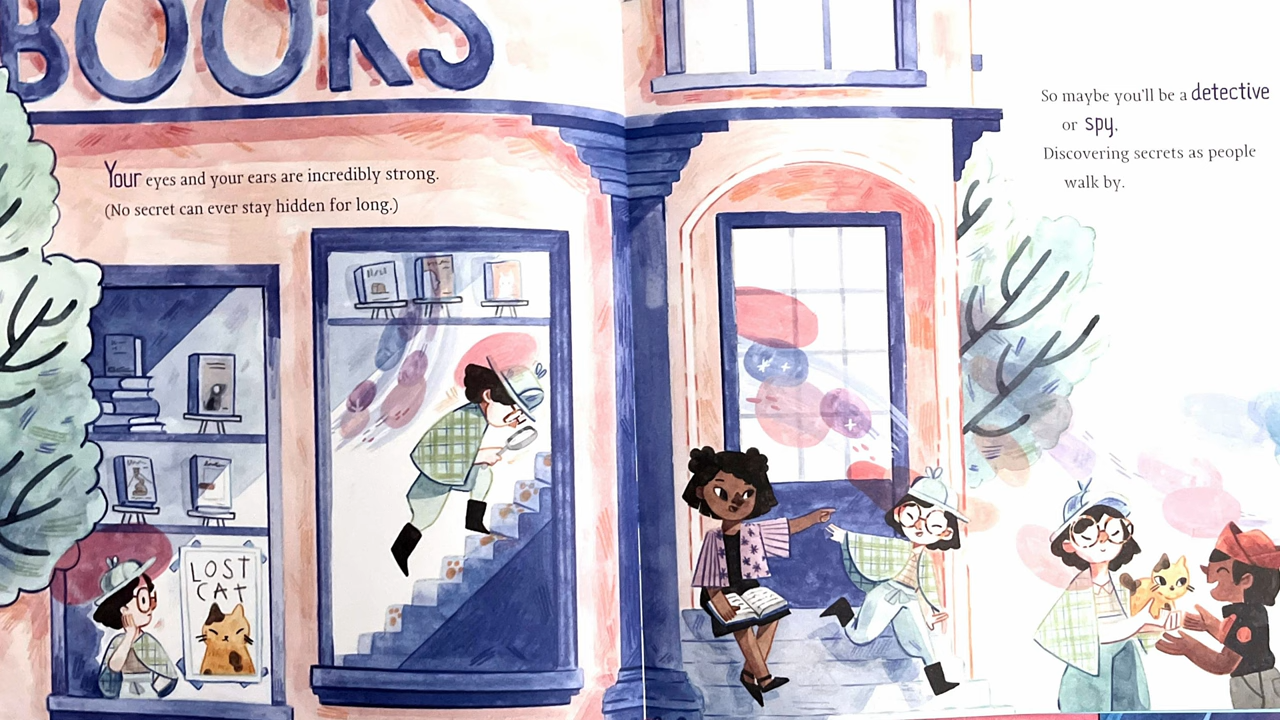 BOOKS
Your eyes and your ears are incredibly strong.
(No secret can ever stay hidden for long.)
LOST
CAT
So maybe you'll be a detective
or spy,
Discovering secrets as people
walk by.